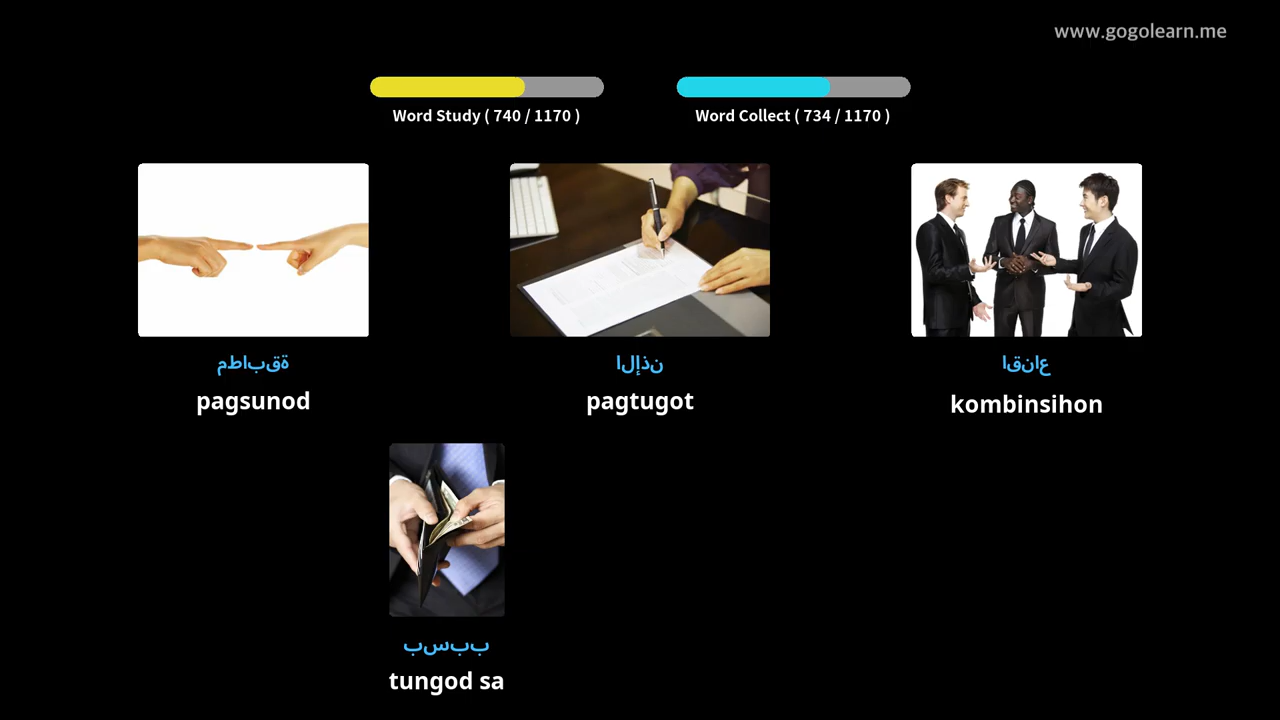 www.gogolearn.me
Word Study ( 740 / 1170 )
Word Collect ( 734 / 1170 )
مطابقة
pagsunod
الإذن
pagtugot
اقناع
kombinsihon
بسبب
tungod sa